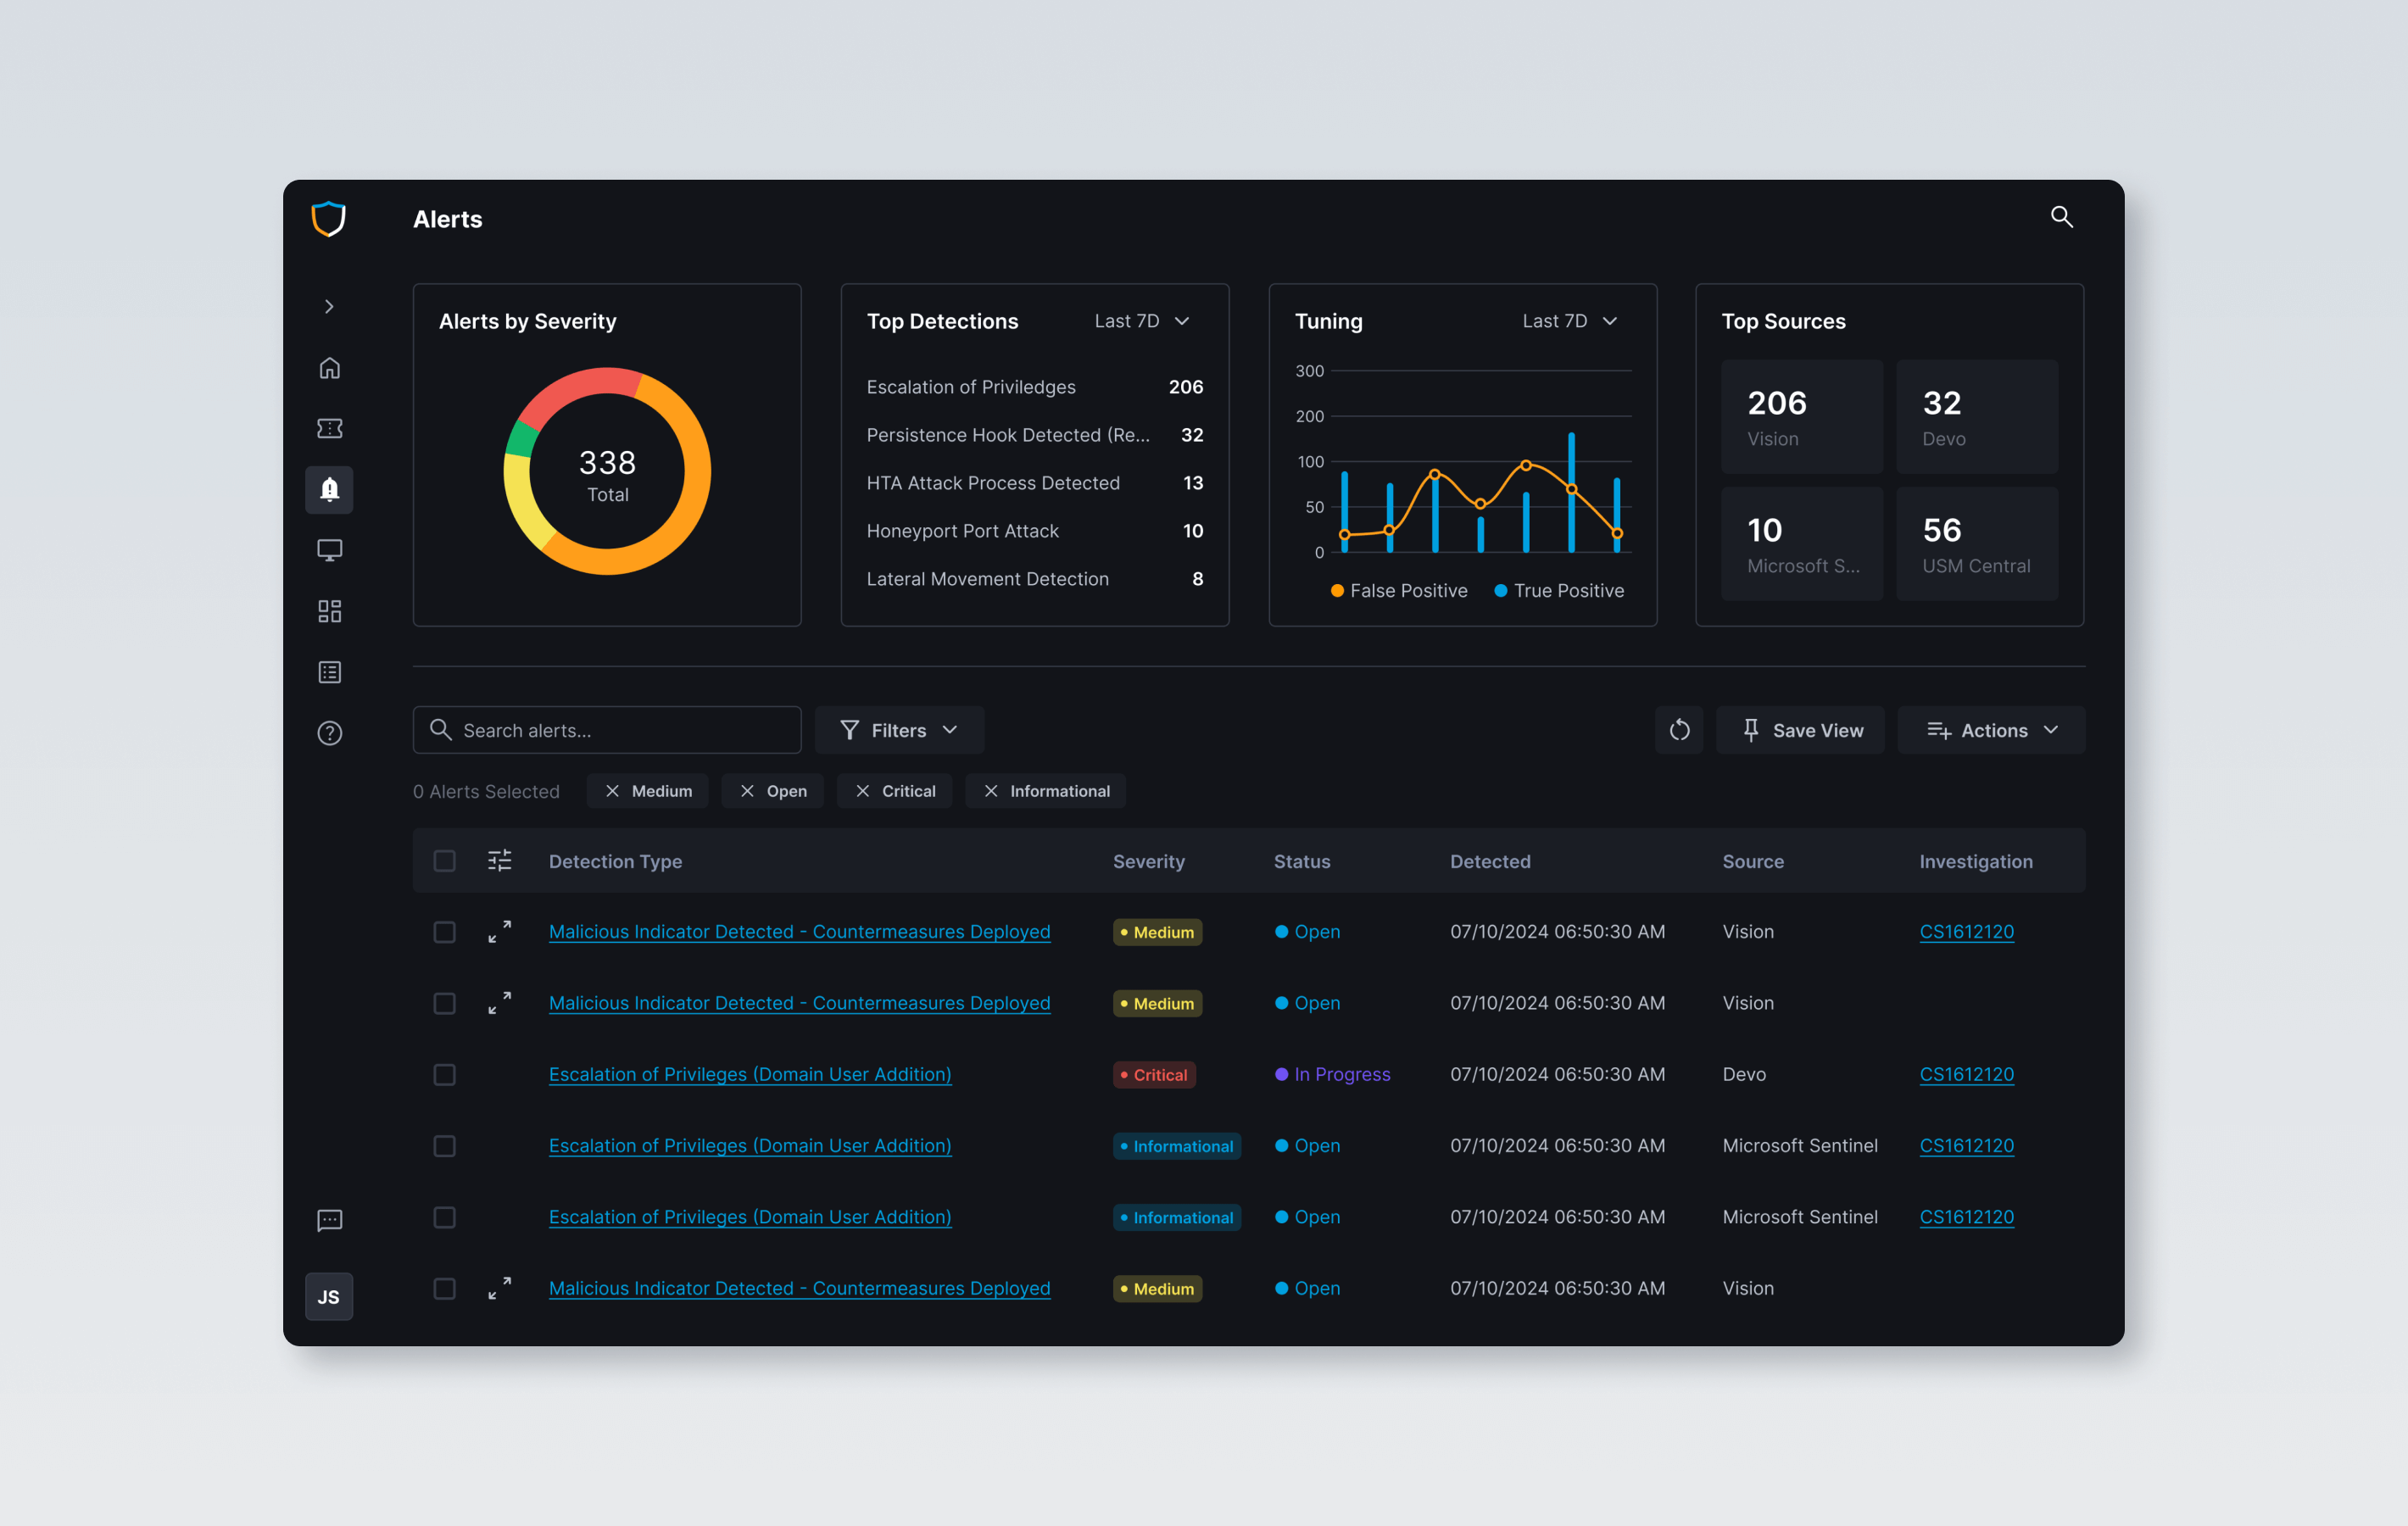 Alerts
Alerts by Severity
338
Total
Top Detections Last 7D
Escalation of Priviledges 206
Persistence Hook Detected (Re... 32
HTA Attack Process Detected 13
Honeyport Port Attack 10
Lateral Movement Detection 8
Tuning Last 7D
300
200
100
50
0
False Positive True Positive
Top Sources
206
Vision
32
Devo
10
Microsoft S...
56
USM Central
Search alerts... Filters Save View Actions
0 Alerts Selected Medium Open Critical Informational
Detection Type Severity Status Detected Source Investigation
Malicious Indicator Detected - Countermeasures Deployed Medium Open 07/10/2024 06:50:30 AM Vision CS1612120
Malicious Indicator Detected - Countermeasures Deployed Medium Open 07/10/2024 06:50:30 AM Vision
Escalation of Privileges (Domain User Addition) Critical In Progress 07/10/2024 06:50:30 AM Devo CS1612120
Escalation of Privileges (Domain User Addition) Informational Open 07/10/2024 06:50:30 AM Microsoft Sentinel CS1612120
Escalation of Privileges (Domain User Addition) Informational Open 07/10/2024 06:50:30 AM Microsoft Sentinel CS1612120
Malicious Indicator Detected - Countermeasures Deployed Medium Open 07/10/2024 06:50:30 AM Vision
JS